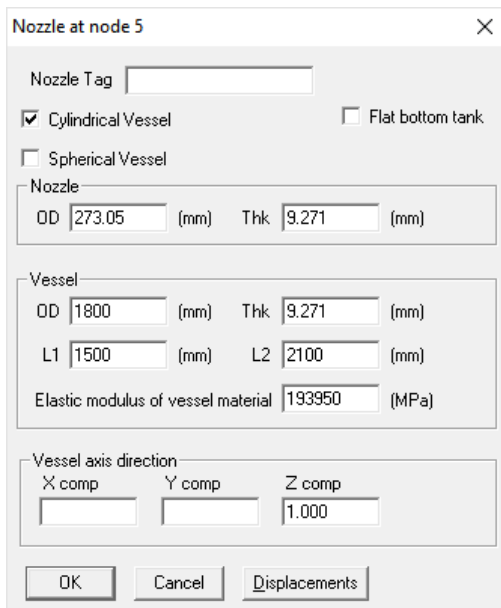 Nozzle at node 5
Nozzle Tag
Cylindrical Vessel Flat bottom tank
Spherical Vessel
Nozzle
OD 273.05 (mm) Thk 9.271 (mm)
Vessel
OD 1800 (mm) Thk 9.271 (mm)
L1 1500 (mm) L2 2100 (mm)
Elastic modulus of vessel material 193950 (MPa)
Vessel axis direction
X comp Y comp Z comp
1.000
OK Cancel Displacements